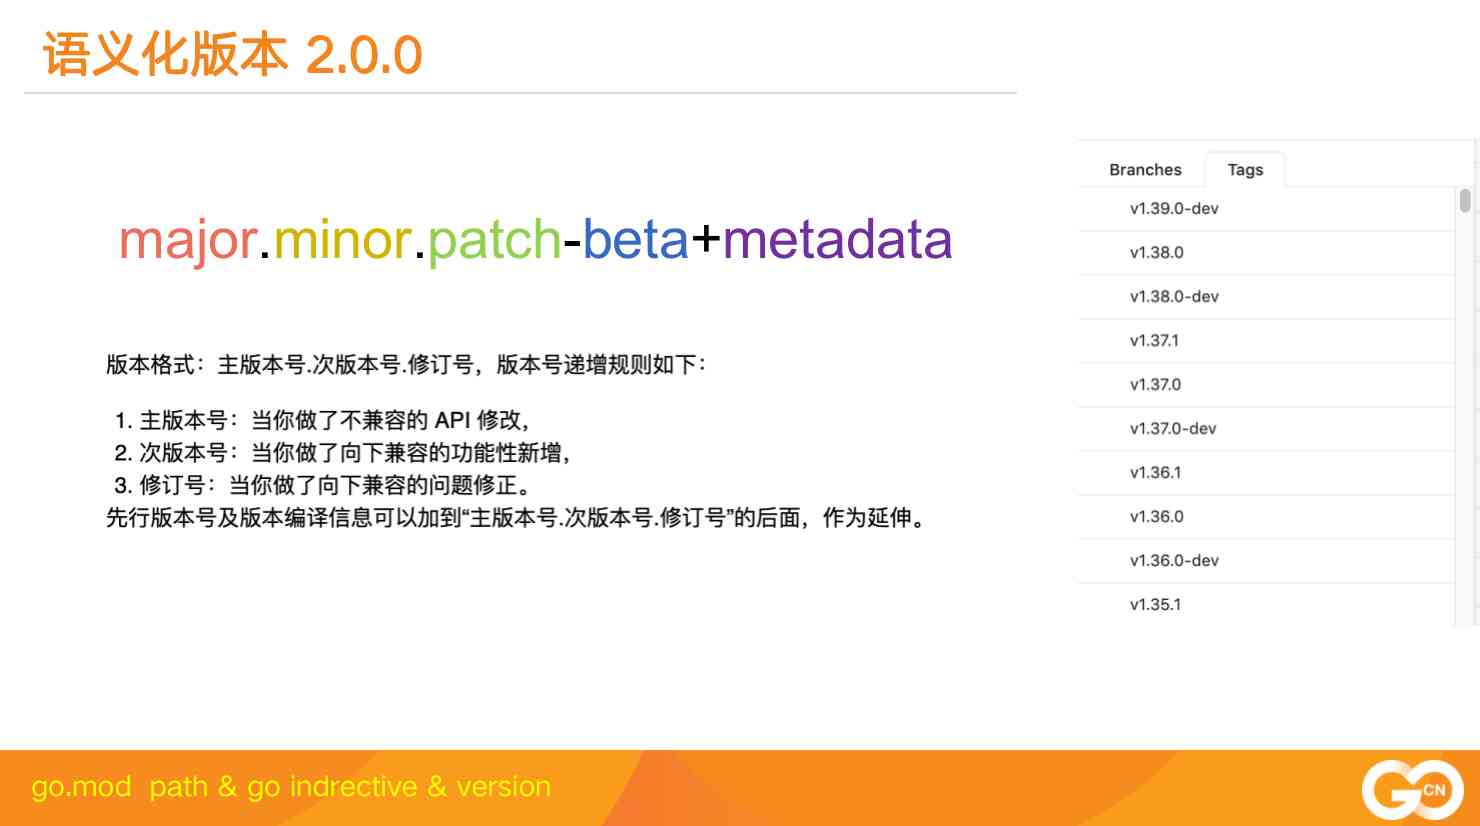 语义化版本 2.0.0
major.minor.patch-beta+metadata
版本格式：主版本号.次版本号.修订号，版本号递增规则如下：
1. 主版本号：当你做了不兼容的 API 修改，
2. 次版本号：当你做了向下兼容的功能性新增，
3. 修订号：当你做了向下兼容的问题修正。
先行版本号及版本编译信息可以加到“主版本号.次版本号.修订号”的后面，作为延伸。
Branches Tags
v1.39.0-dev
v1.38.0
v1.38.0-dev
v1.37.1
v1.37.0
v1.37.0-dev
v1.36.1
v1.36.0
v1.36.0-dev
v1.35.1
go.mod path & go indrective & version
GO CN